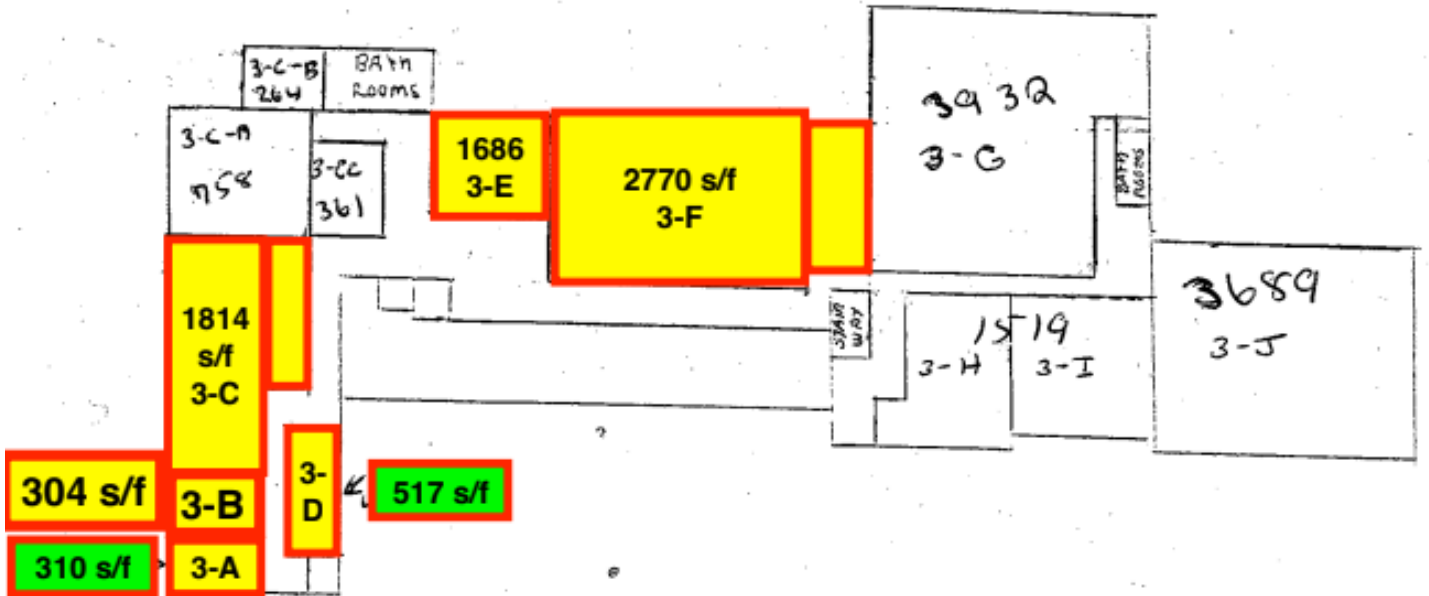 3-C-B
264
BATH
ROOMS
3-C-A
758
3-CC
361
1686
3-E
2770 s/f
3-F
3932
3-G
BATH
ROOMS
1814
s/f
3-C
STAIR
WAY
1519
3-H
3-I
3689
3-J
304 s/f
3-B
3-
D
517 s/f
310 s/f
3-A